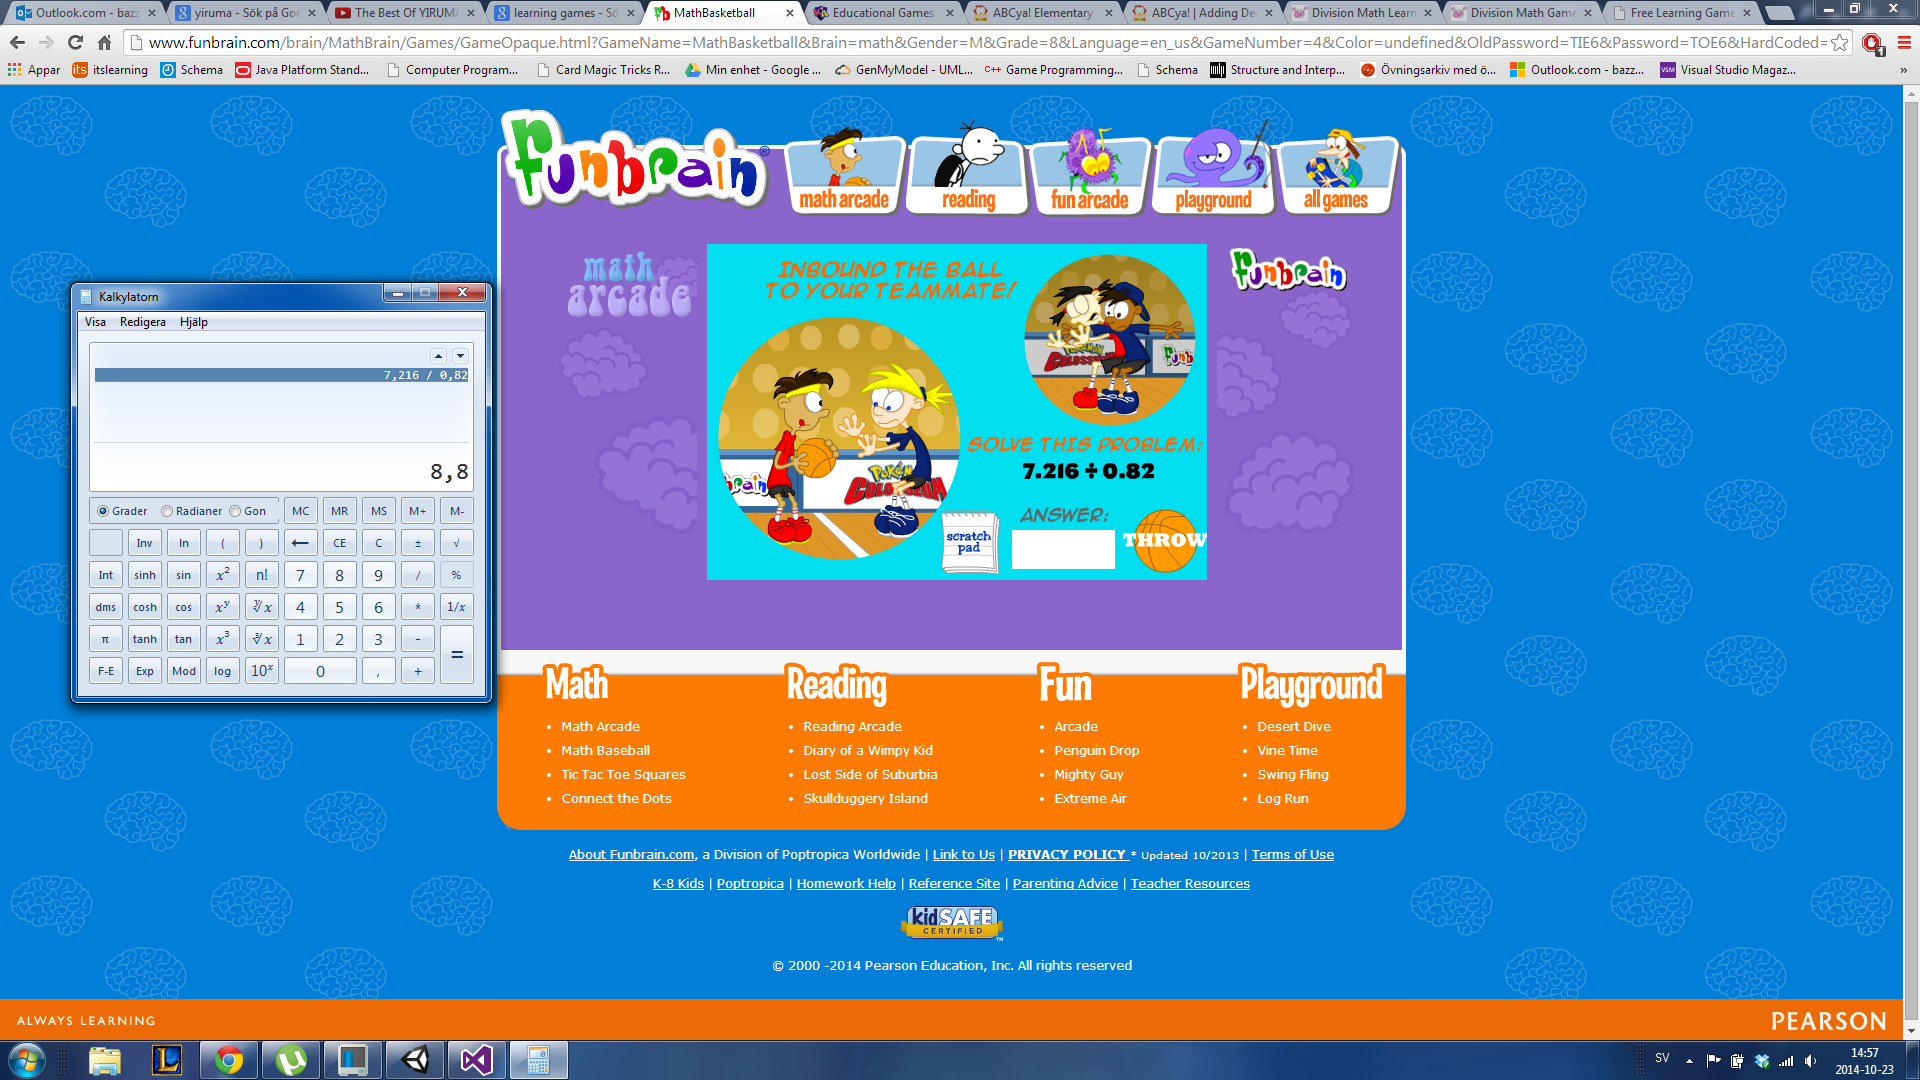 Outlook.com - bazz
yiruma - Sök på Goo
The Best Of YIRUMA
learning games - Sö
MathBasketball
Educational Games
ABCya! Elementary
ABCya! | Adding De
Division Math Learn
Division Math Game
Free Learning Game
www.funbrain.com/brain/MathBrain/Games/GameOpaque.html?GameName=MathBasketball&Brain=math&Gender=M&Grade=8&Language=en_us&GameNumber=4&Color=undefined&OldPassword=TIE6&Password=TOE6&HardCoded=
1
Appar
its itslearning
Schema
Java Platform Stand...
Computer Program...
Card Magic Tricks R...
Min enhet - Google ...
GenMyModel - UML...
C++ Game Programming...
Schema
Structure and Interp...
Övningsarkiv med ö...
Outlook.com - bazz...
VSM Visual Studio Magaz...
»
funbrain®
math arcade
reading
fun arcade
playground
all games
math arcade
INBOUND THE BALL
TO YOUR TEAMMATE!
funbrain
POKéMON
COLOSSEUM
SOLVE THIS PROBLEM:
7.216 ÷ 0.82
ANSWER:
scratch
pad
THROW
Kalkylatorn
Visa Redigera Hjälp
7,216 / 0,82
8,8
Grader Radianer Gon MC MR MS M+ M-
Inv ln ( ) ← CE C ± √
Int sinh sin x² n! 7 8 9 / %
dms cosh cos xʸ ʸ√x 4 5 6 * 1/x
π tanh tan x³ ³√x 1 2 3 - =
F-E Exp Mod log 10ˣ 0 , +
Math
• Math Arcade
• Math Baseball
• Tic Tac Toe Squares
• Connect the Dots
Reading
• Reading Arcade
• Diary of a Wimpy Kid
• Lost Side of Suburbia
• Skullduggery Island
Fun
• Arcade
• Penguin Drop
• Mighty Guy
• Extreme Air
Playground
• Desert Dive
• Vine Time
• Swing Fling
• Log Run
About Funbrain.com, a Division of Poptropica Worldwide | Link to Us | PRIVACY POLICY * Updated 10/2013 | Terms of Use
K-8 Kids | Poptropica | Homework Help | Reference Site | Parenting Advice | Teacher Resources
kidSAFE
CERTIFIED
TM
© 2000 -2014 Pearson Education, Inc. All rights reserved
ALWAYS LEARNING
PEARSON
L
SV
14:57
2014-10-23